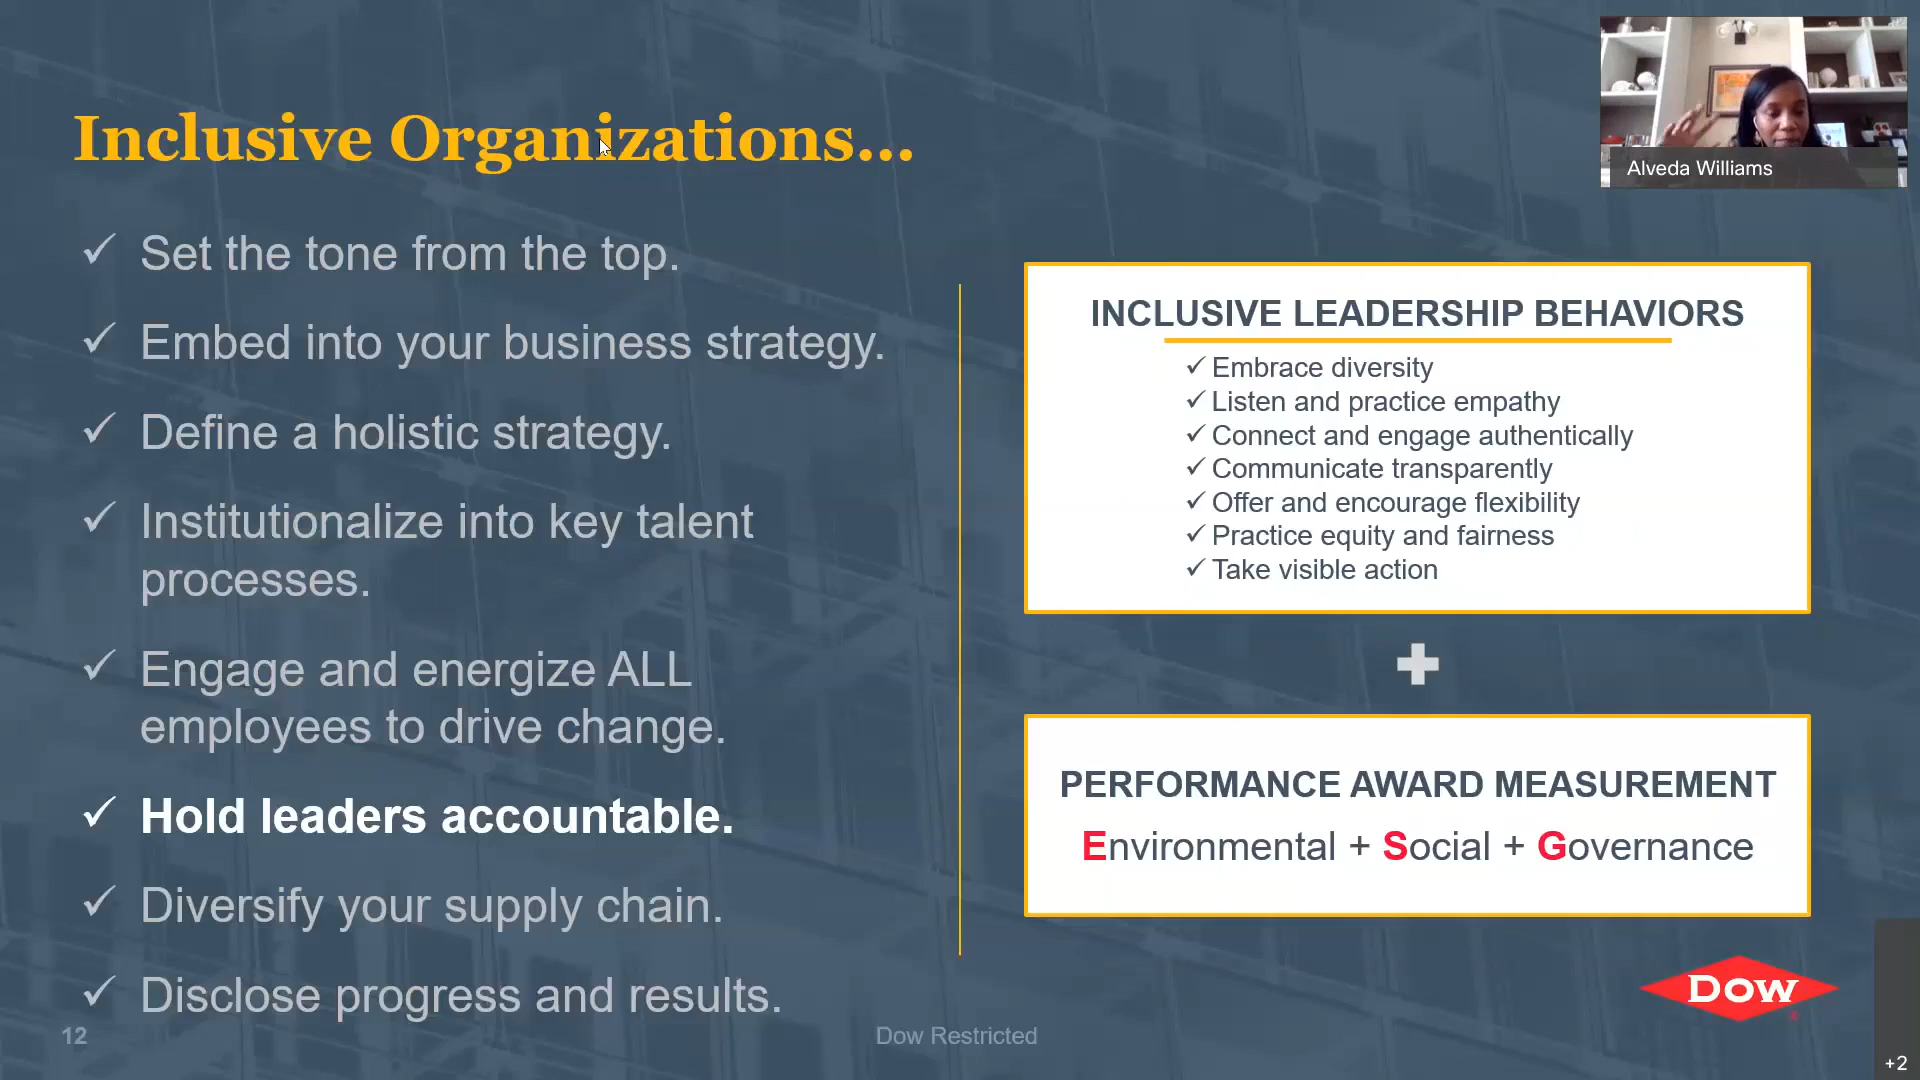 Inclusive Organizations...
✓ Set the tone from the top.
✓ Embed into your business strategy.
✓ Define a holistic strategy.
✓ Institutionalize into key talent
processes.
✓ Engage and energize ALL
employees to drive change.
✓ Hold leaders accountable.
✓ Diversify your supply chain.
✓ Disclose progress and results.
Alveda Williams
INCLUSIVE LEADERSHIP BEHAVIORS
✓ Embrace diversity
✓ Listen and practice empathy
✓ Connect and engage authentically
✓ Communicate transparently
✓ Offer and encourage flexibility
✓ Practice equity and fairness
✓ Take visible action
PERFORMANCE AWARD MEASUREMENT
Environmental + Social + Governance
Dow
12
Dow Restricted
+2